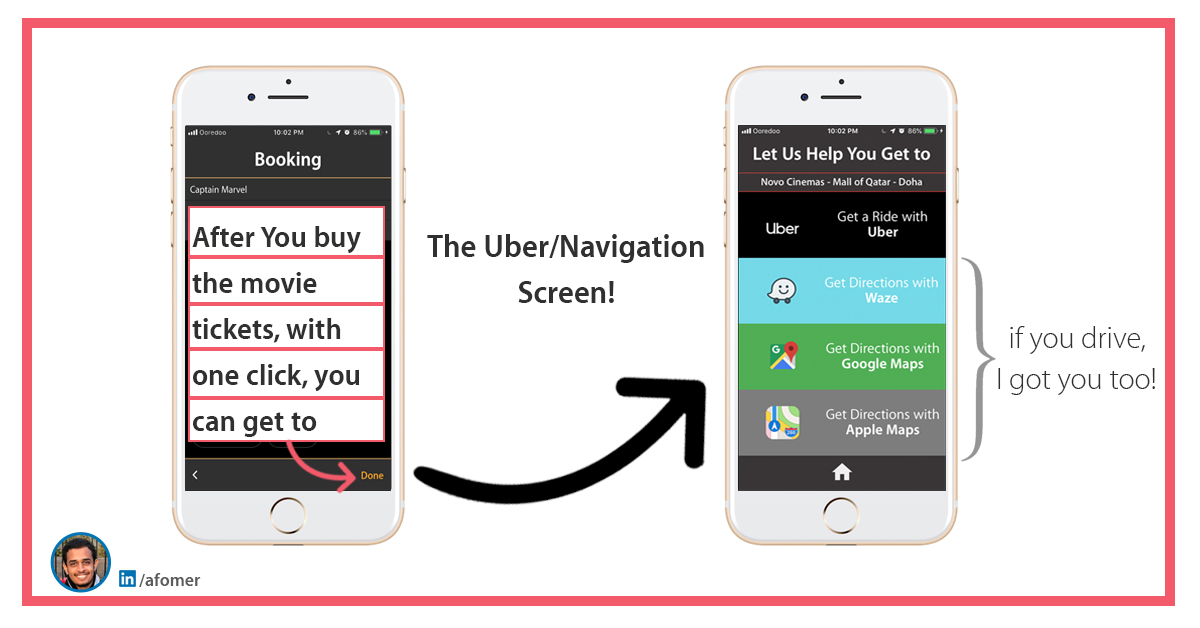 Ooredoo 10:02 PM 86%
Booking
Captain Marvel
After You buy
the movie
tickets, with
one click, you
can get to
Done
The Uber/Navigation
Screen!
Ooredoo 10:02 PM 86%
Let Us Help You Get to
Novo Cinemas - Mall of Qatar - Doha
Uber
Get a Ride with
Uber
Get Directions with
Waze
G
Get Directions with
Google Maps
280
Get Directions with
Apple Maps
if you drive,
I got you too!
in /afomer